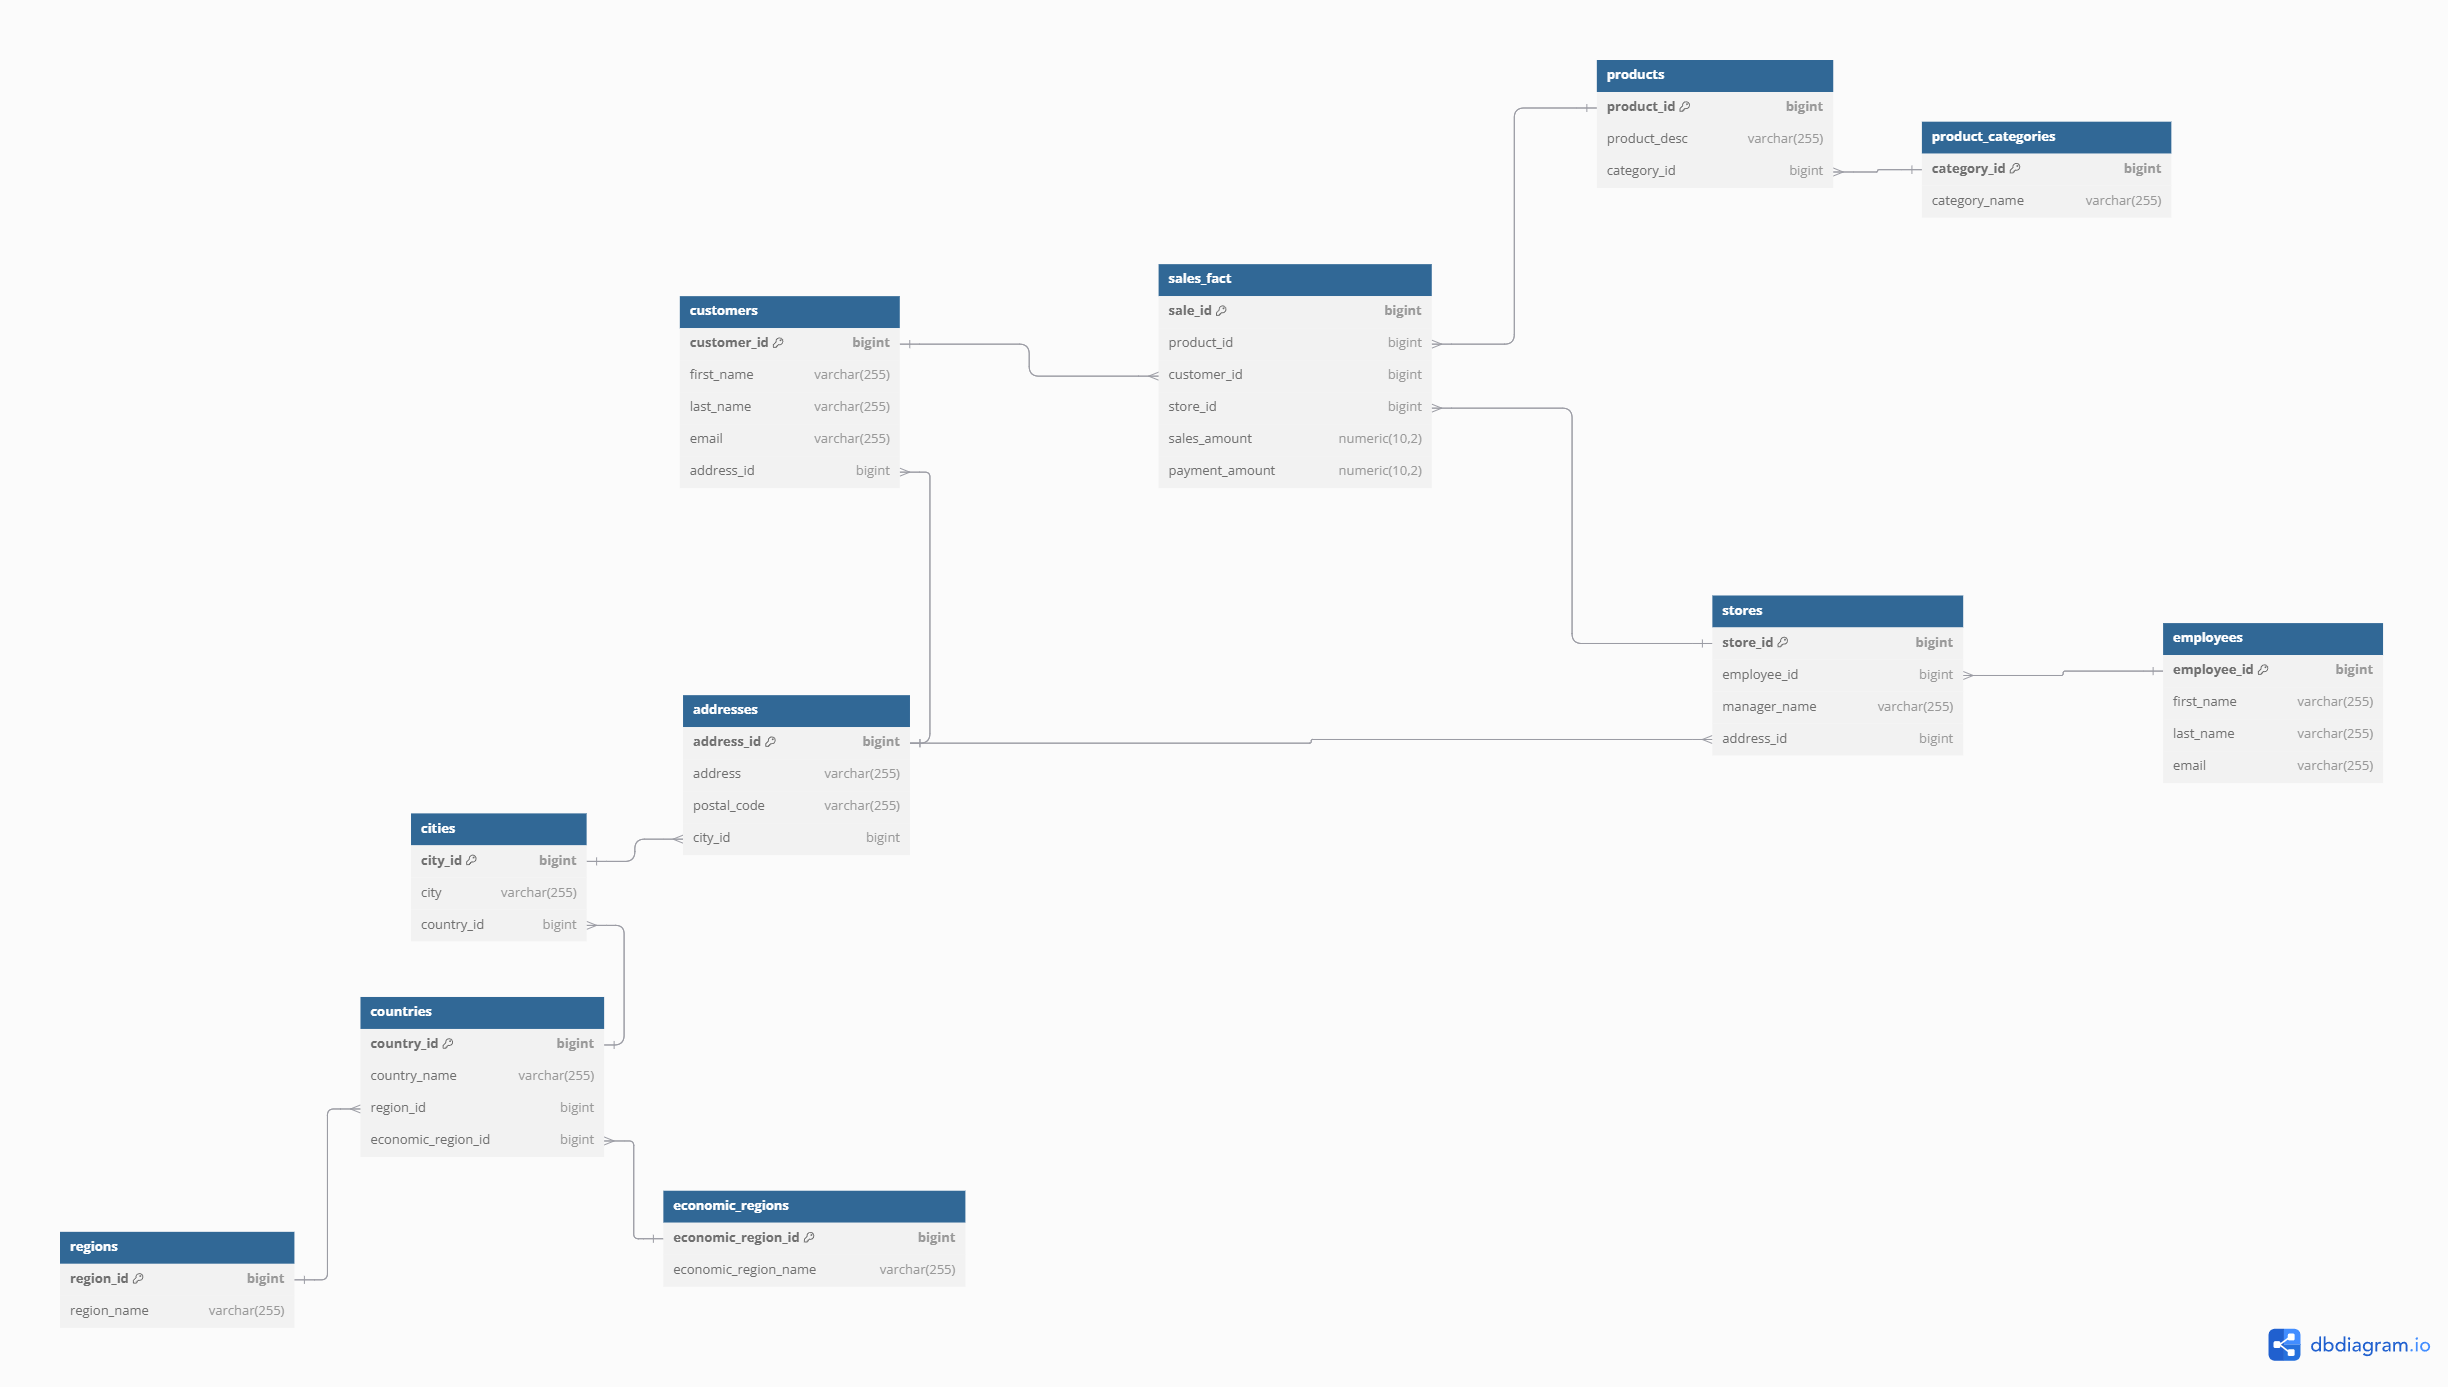 products
product_id bigint
product_desc varchar(255)
category_id bigint
product_categories
category_id bigint
category_name varchar(255)
sales_fact
sale_id bigint
product_id bigint
customer_id bigint
store_id bigint
sales_amount numeric(10,2)
payment_amount numeric(10,2)
customers
customer_id bigint
first_name varchar(255)
last_name varchar(255)
email varchar(255)
address_id bigint
stores
store_id bigint
employee_id bigint
manager_name varchar(255)
address_id bigint
employees
employee_id bigint
first_name varchar(255)
last_name varchar(255)
email varchar(255)
addresses
address_id bigint
address varchar(255)
postal_code varchar(255)
city_id bigint
cities
city_id bigint
city varchar(255)
country_id bigint
countries
country_id bigint
country_name varchar(255)
region_id bigint
economic_region_id bigint
economic_regions
economic_region_id bigint
economic_region_name varchar(255)
regions
region_id bigint
region_name varchar(255)
dbdiagram.io